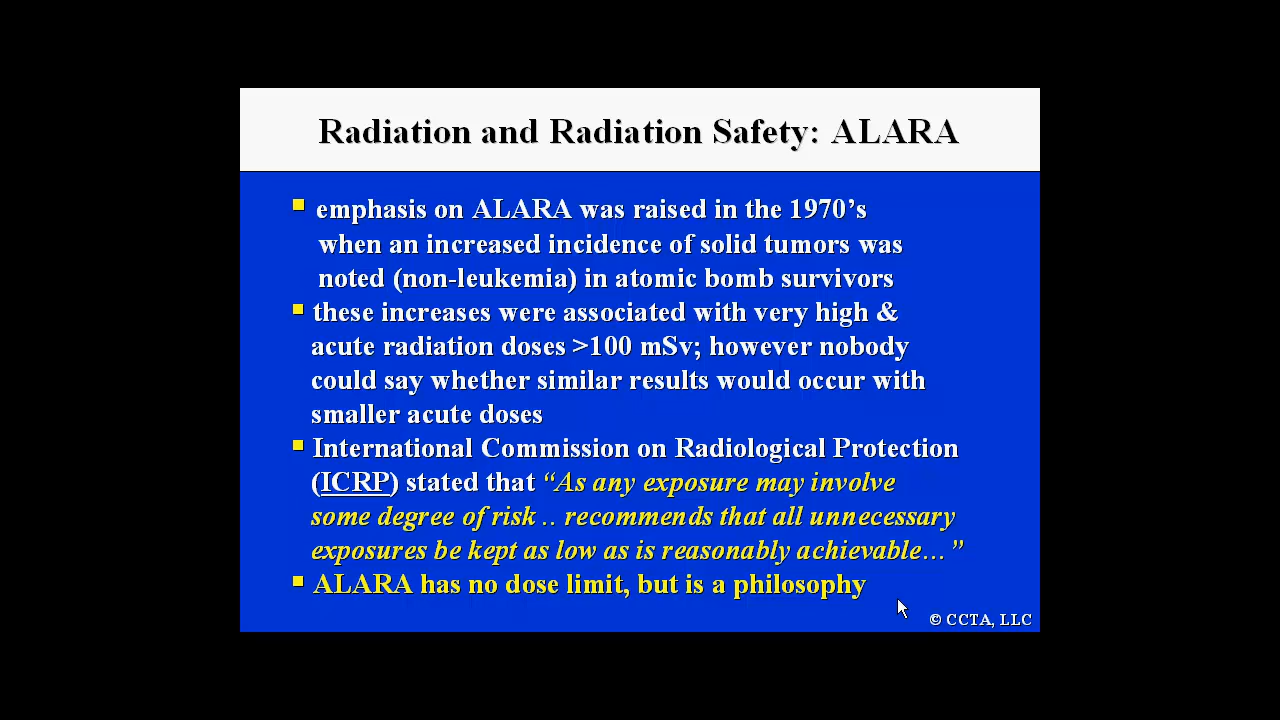 Radiation and Radiation Safety: ALARA
emphasis on ALARA was raised in the 1970’s
when an increased incidence of solid tumors was
noted (non-leukemia) in atomic bomb survivors
these increases were associated with very high &
acute radiation doses >100 mSv; however nobody
could say whether similar results would occur with
smaller acute doses
International Commission on Radiological Protection
(ICRP) stated that “As any exposure may involve
some degree of risk .. recommends that all unnecessary
exposures be kept as low as is reasonably achievable…”
ALARA has no dose limit, but is a philosophy
© CCTA, LLC